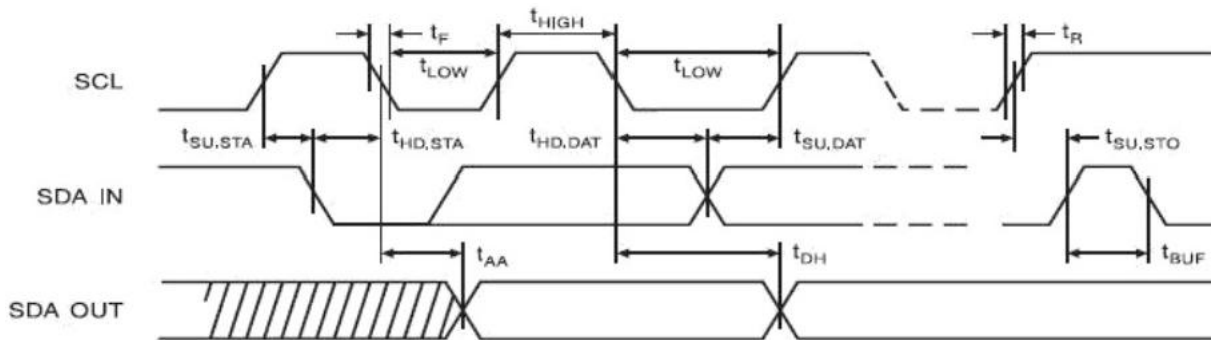 tF
tHIGH
tR
SCL
tLOW
tLOW
tSU.STA
tHD.STA
tHD.DAT
tSU.DAT
tSU.STO
SDA IN
tAA
tDH
tBUF
SDA OUT